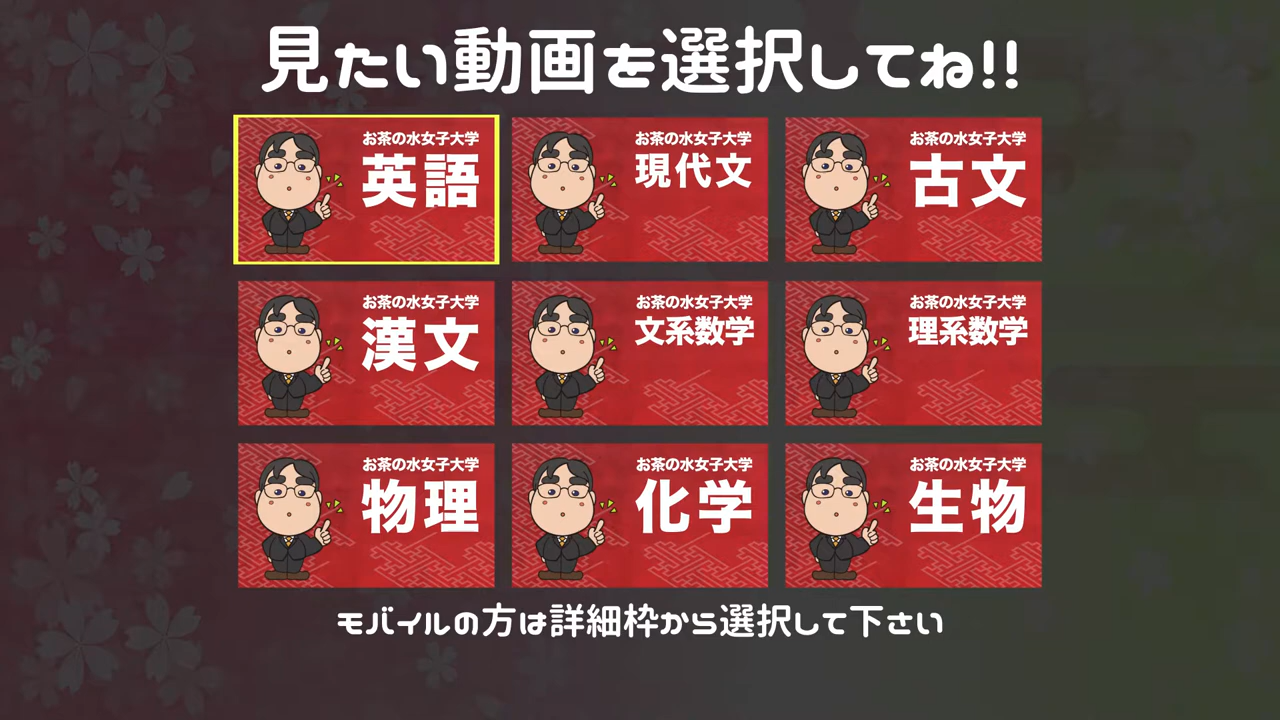 見たい動画を選択してね!!
お茶の水女子大学
英語
お茶の水女子大学
現代文
お茶の水女子大学
古文
お茶の水女子大学
漢文
お茶の水女子大学
文系数学
お茶の水女子大学
理系数学
お茶の水女子大学
物理
お茶の水女子大学
化学
お茶の水女子大学
生物
モバイルの方は詳細枠から選択して下さい